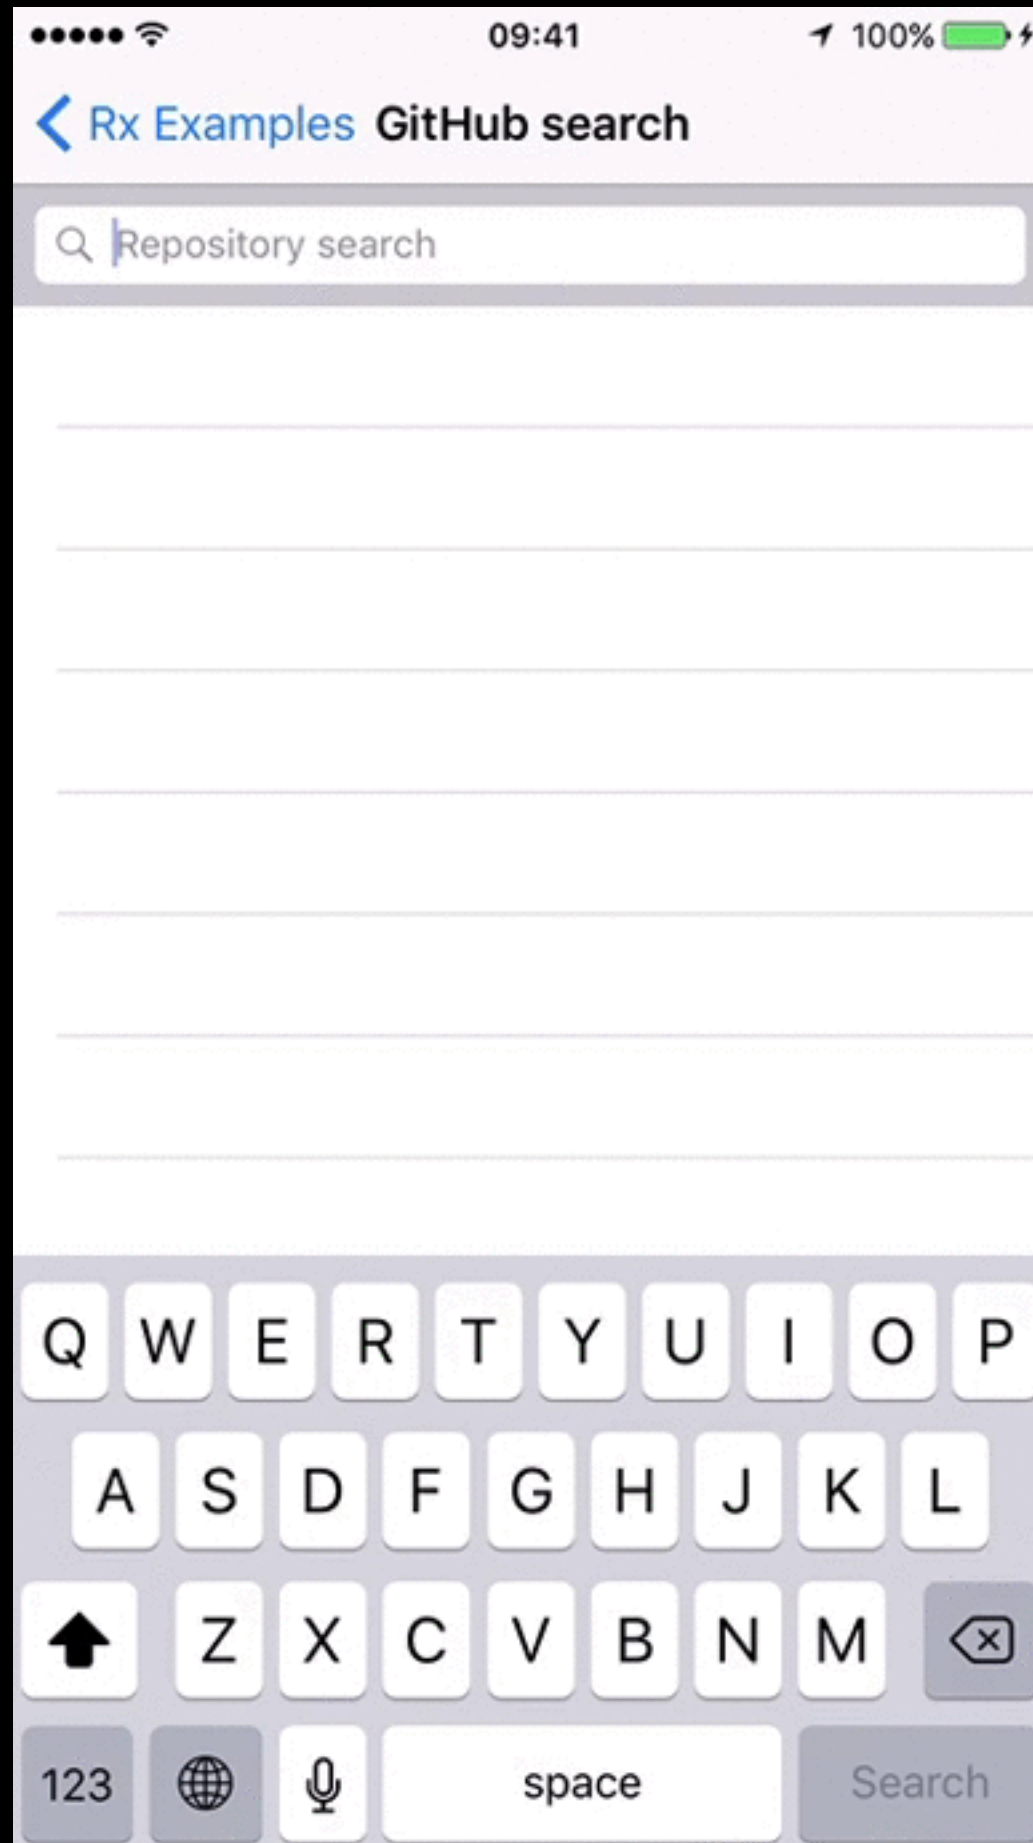 09:41 100%
Rx Examples GitHub search
Repository search
Q W E R T Y U I O P
A S D F G H J K L
Z X C V B N M
123 space Search